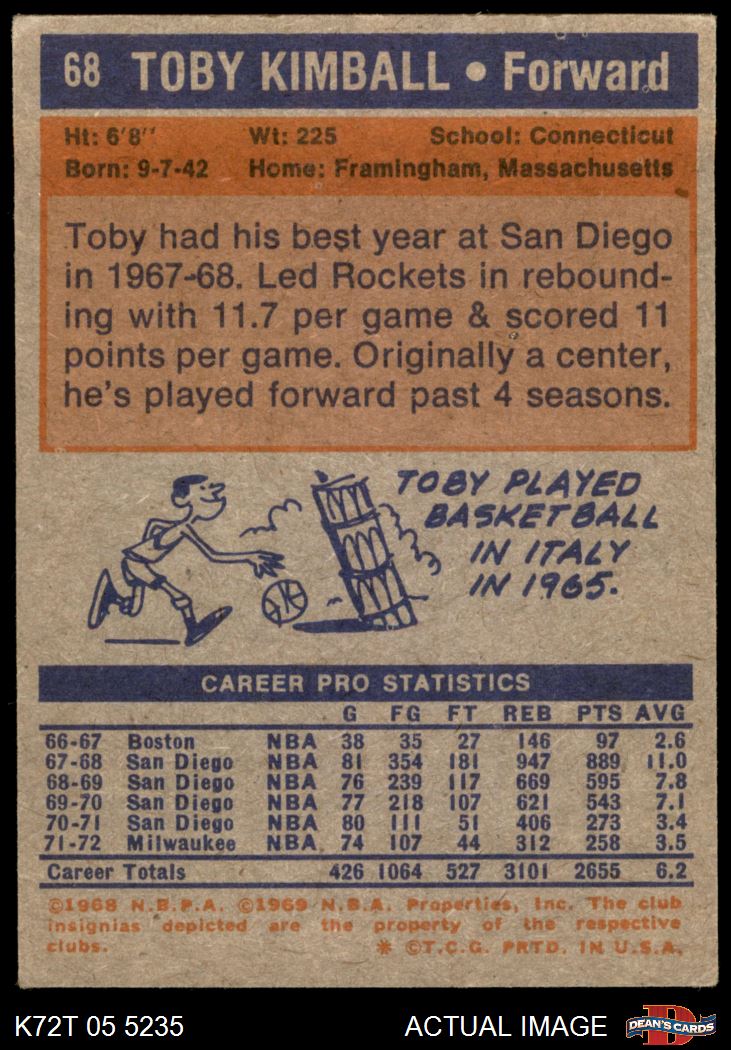 68 TOBY KIMBALL • Forward
Ht: 6'8" Wt: 225 School: Connecticut
Born: 9-7-42 Home: Framingham, Massachusetts
Toby had his best year at San Diego
in 1967-68. Led Rockets in rebound-
ing with 11.7 per game & scored 11
points per game. Originally a center,
he's played forward past 4 seasons.
TOBY PLAYED
BASKETBALL
IN ITALY
IN 1965.
CAREER PRO STATISTICS
G FG FT REB PTS AVG
66-67 Boston NBA 38 35 27 146 97 2.6
67-68 San Diego NBA 81 354 181 947 889 11.0
68-69 San Diego NBA 76 239 117 669 595 7.8
69-70 San Diego NBA 77 218 107 621 543 7.1
70-71 San Diego NBA 80 111 51 406 273 3.4
71-72 Milwaukee NBA 74 107 44 312 258 3.5
Career Totals 426 1064 527 3101 2655 6.2
©1968 N.B.P.A. ©1969 N.B.A. Properties, Inc. The club
insignias depicted are the property of the respective
clubs. * ©T.C.G. PRTD. IN U.S.A.
K72T 05 5235 ACTUAL IMAGE D DEAN'S CARDS